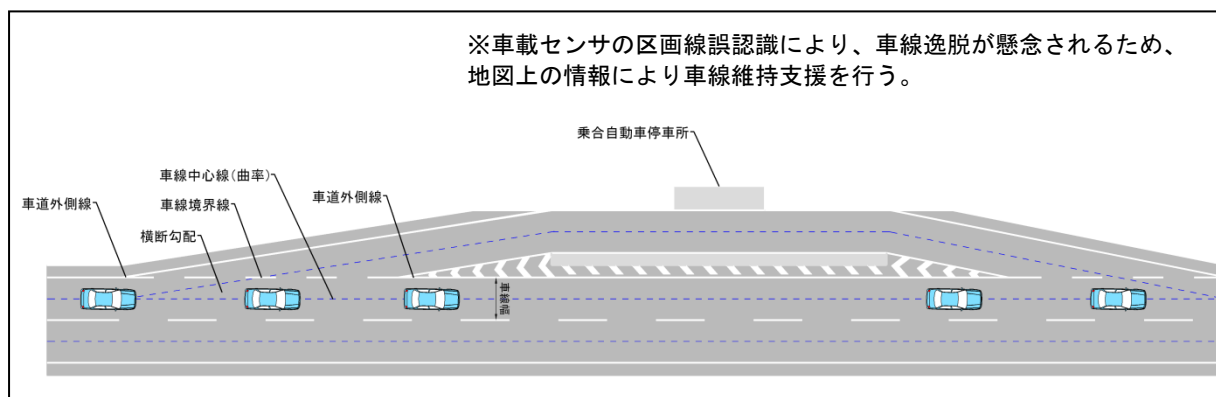 ※車載センサの区画線誤認識により、車線逸脱が懸念されるため、
地図上の情報により車線維持支援を行う。
乗合自動車停車所
車線中心線(曲率)
車道外側線
車道外側線
車線境界線
横断勾配
車線幅